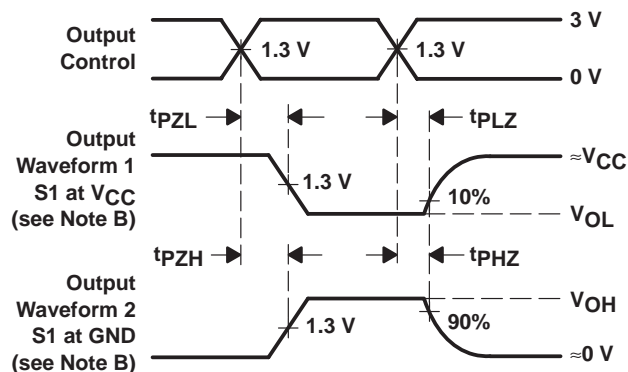 Output
Control
1.3 V
1.3 V
3 V
0 V
tPZL
tPLZ
Output
Waveform 1
S1 at VCC
(see Note B)
1.3 V
10%
≈VCC
VOL
tPZH
tPHZ
Output
Waveform 2
S1 at GND
(see Note B)
1.3 V
90%
VOH
≈0 V